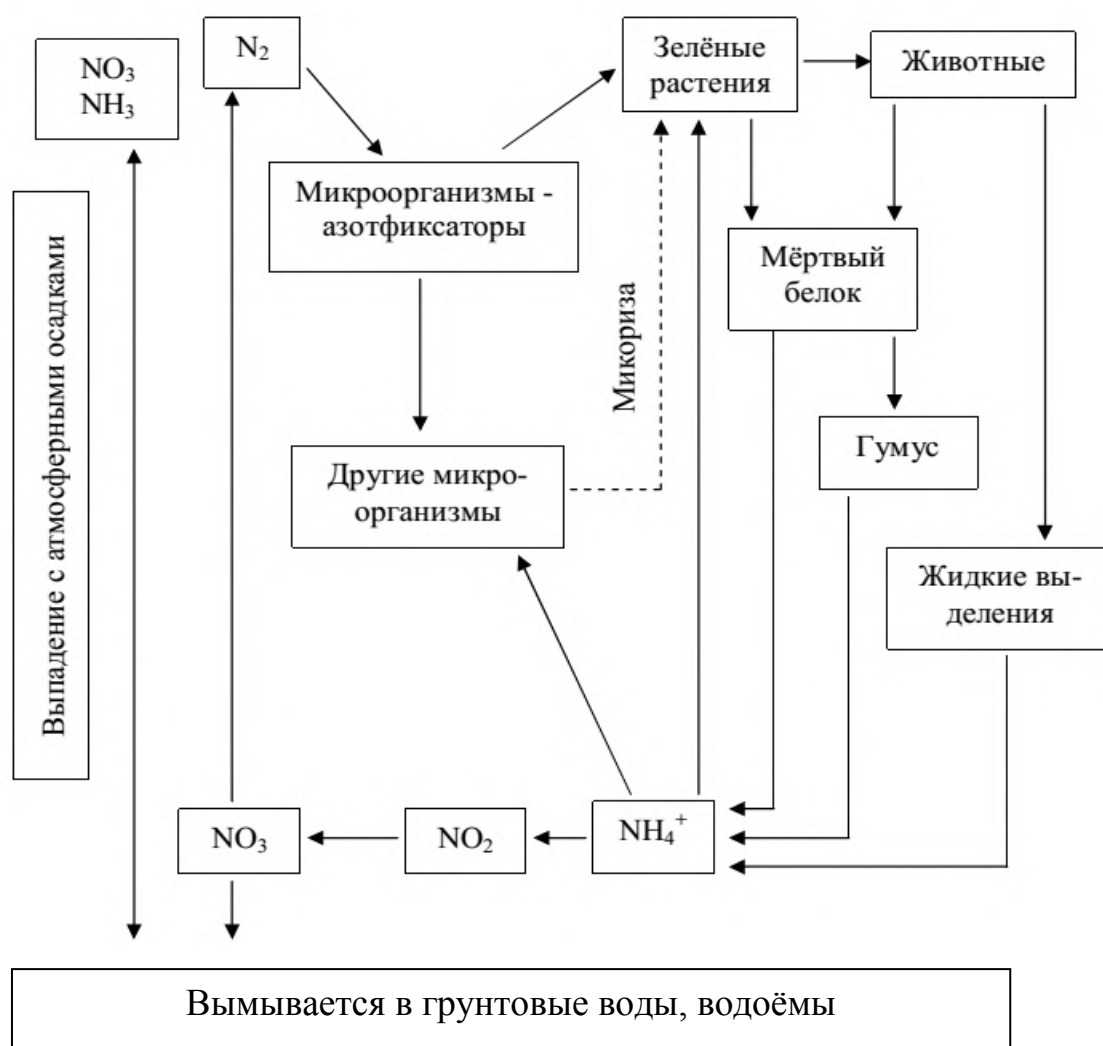 NO₃
NH₃
N₂
Зелёные
растения
Животные
Микроорганизмы -
азотфиксаторы
Мёртвый
белок
Выпадение с атмосферными осадками
Микориза
Гумус
Другие микро-
организмы
Жидкие вы-
деления
NO₃
NO₂
NH₄⁺
Вымывается в грунтовые воды, водоёмы